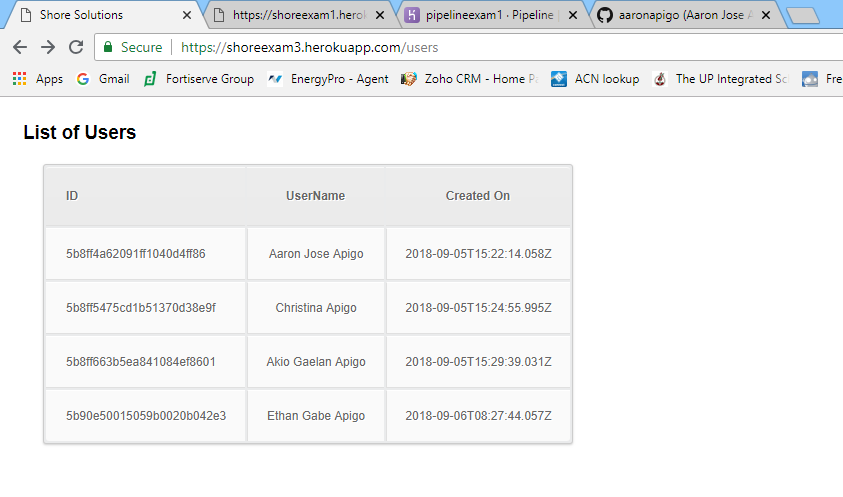 Shore Solutions
https://shoreexam1.herok
pipelineexam1 · Pipeline
aaronapigo (Aaron Jose A
Secure https://shoreexam3.herokuapp.com/users
Apps Gmail Fortiserve Group EnergyPro - Agent Zoho CRM - Home P ACN lookup The UP Integrated Sc Fre
List of Users
ID UserName Created On
5b8ff4a62091ff1040d4ff86 Aaron Jose Apigo 2018-09-05T15:22:14.058Z
5b8ff5475cd1b51370d38e9f Christina Apigo 2018-09-05T15:24:55.995Z
5b8ff663b5ea841084ef8601 Akio Gaelan Apigo 2018-09-05T15:29:39.031Z
5b90e50015059b0020b042e3 Ethan Gabe Apigo 2018-09-06T08:27:44.057Z